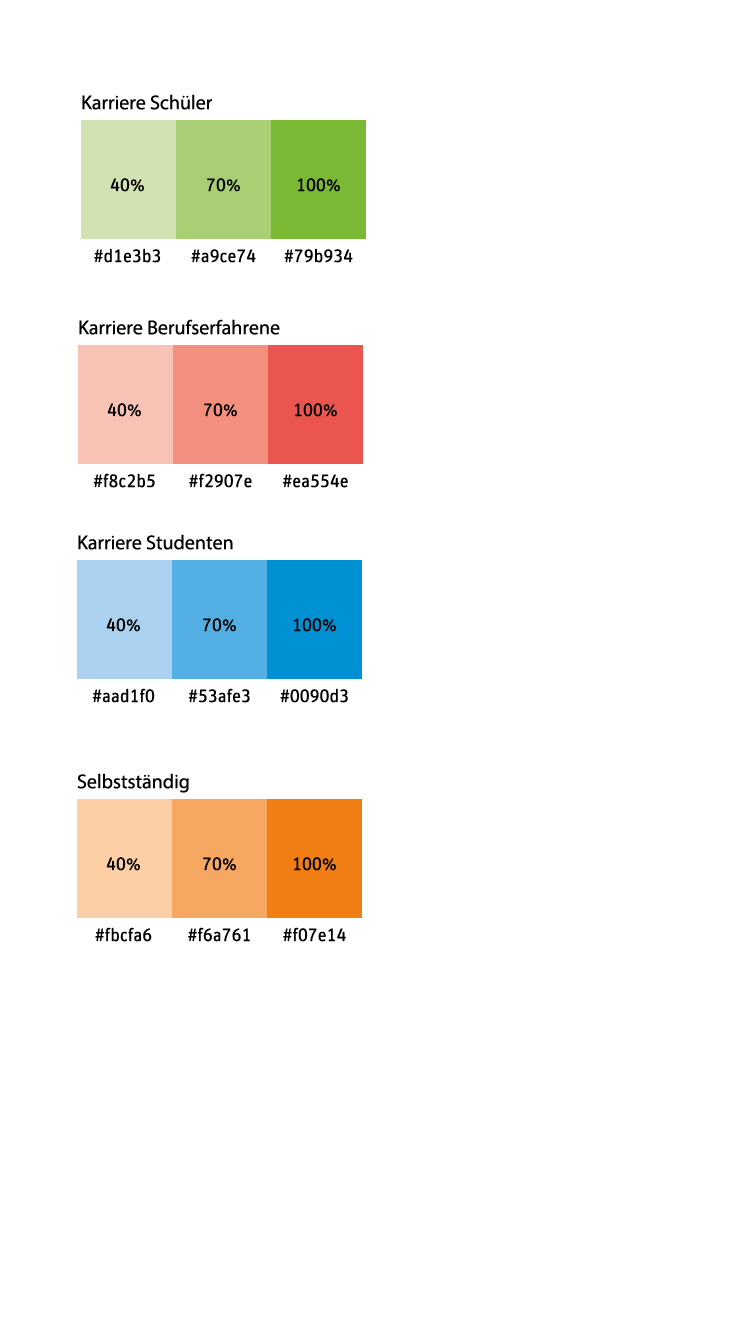 Karriere Schüler
40% 70% 100%
#d1e3b3 #a9ce74 #79b934
Karriere Berufserfahrene
40% 70% 100%
#f8c2b5 #f2907e #ea554e
Karriere Studenten
40% 70% 100%
#aad1f0 #53afe3 #0090d3
Selbstständig
40% 70% 100%
#fbcfa6 #f6a761 #f07e14